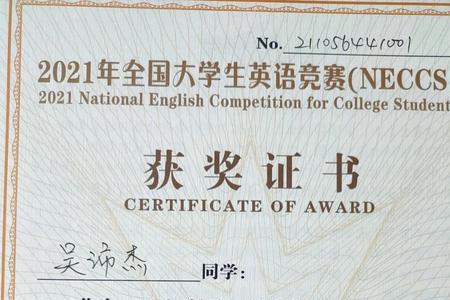 No. 211056441001
2021年全国大学生英语竞赛(NECCS
2021 National English Competition for College Student
获奖证书
CERTIFICATE OF AWARD
吴沛杰 同学：